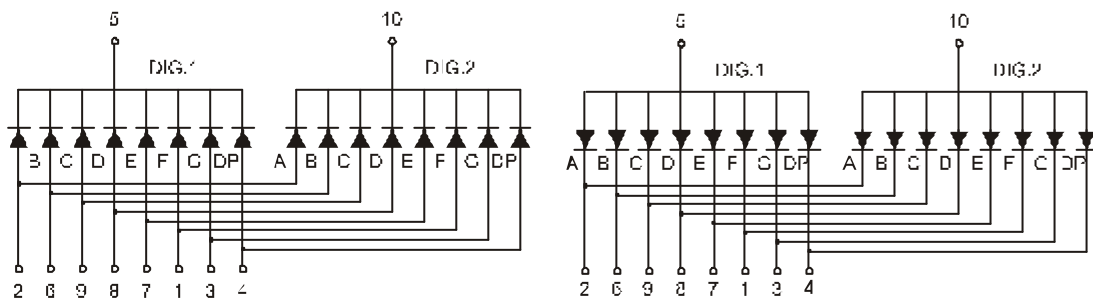 5 10 5 10
DIG.1 DIG.2 DIG.1 DIG.2
B C D E F G DP A B C D E F G DP
A B C D E F G DP A B C D E F G DP
2 6 9 8 7 1 3 4 2 6 9 8 7 1 3 4